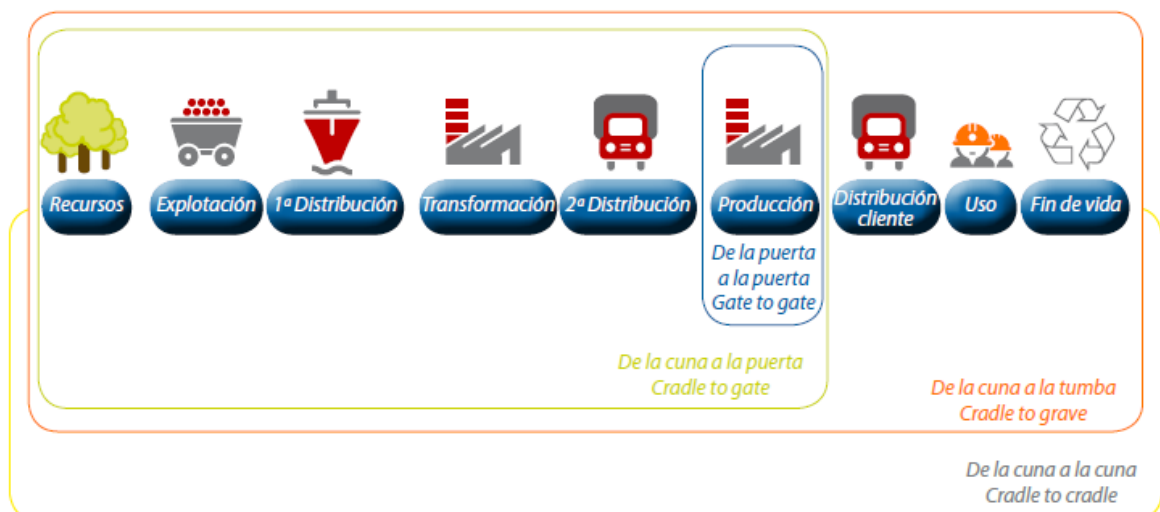 Recursos
Explotación
1ª Distribución
Transformación
2ª Distribución
Producción
Distribución
cliente
Uso
Fin de vida
De la puerta
a la puerta
Gate to gate
De la cuna a la puerta
Cradle to gate
De la cuna a la tumba
Cradle to grave
De la cuna a la cuna
Cradle to cradle